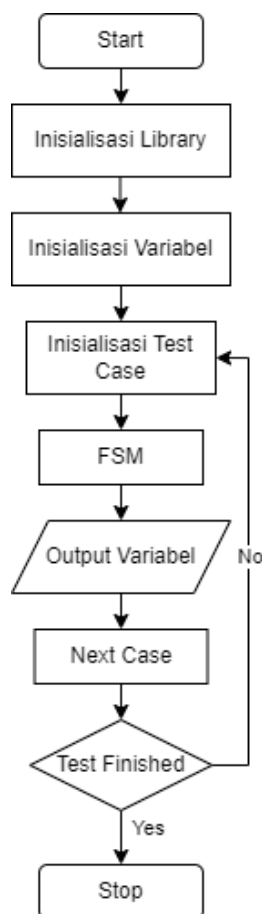 Start
Inisialisasi Library
Inisialisasi Variabel
Inisialisasi Test
Case
FSM
Output Variabel
No
Next Case
Test Finished
Yes
Stop